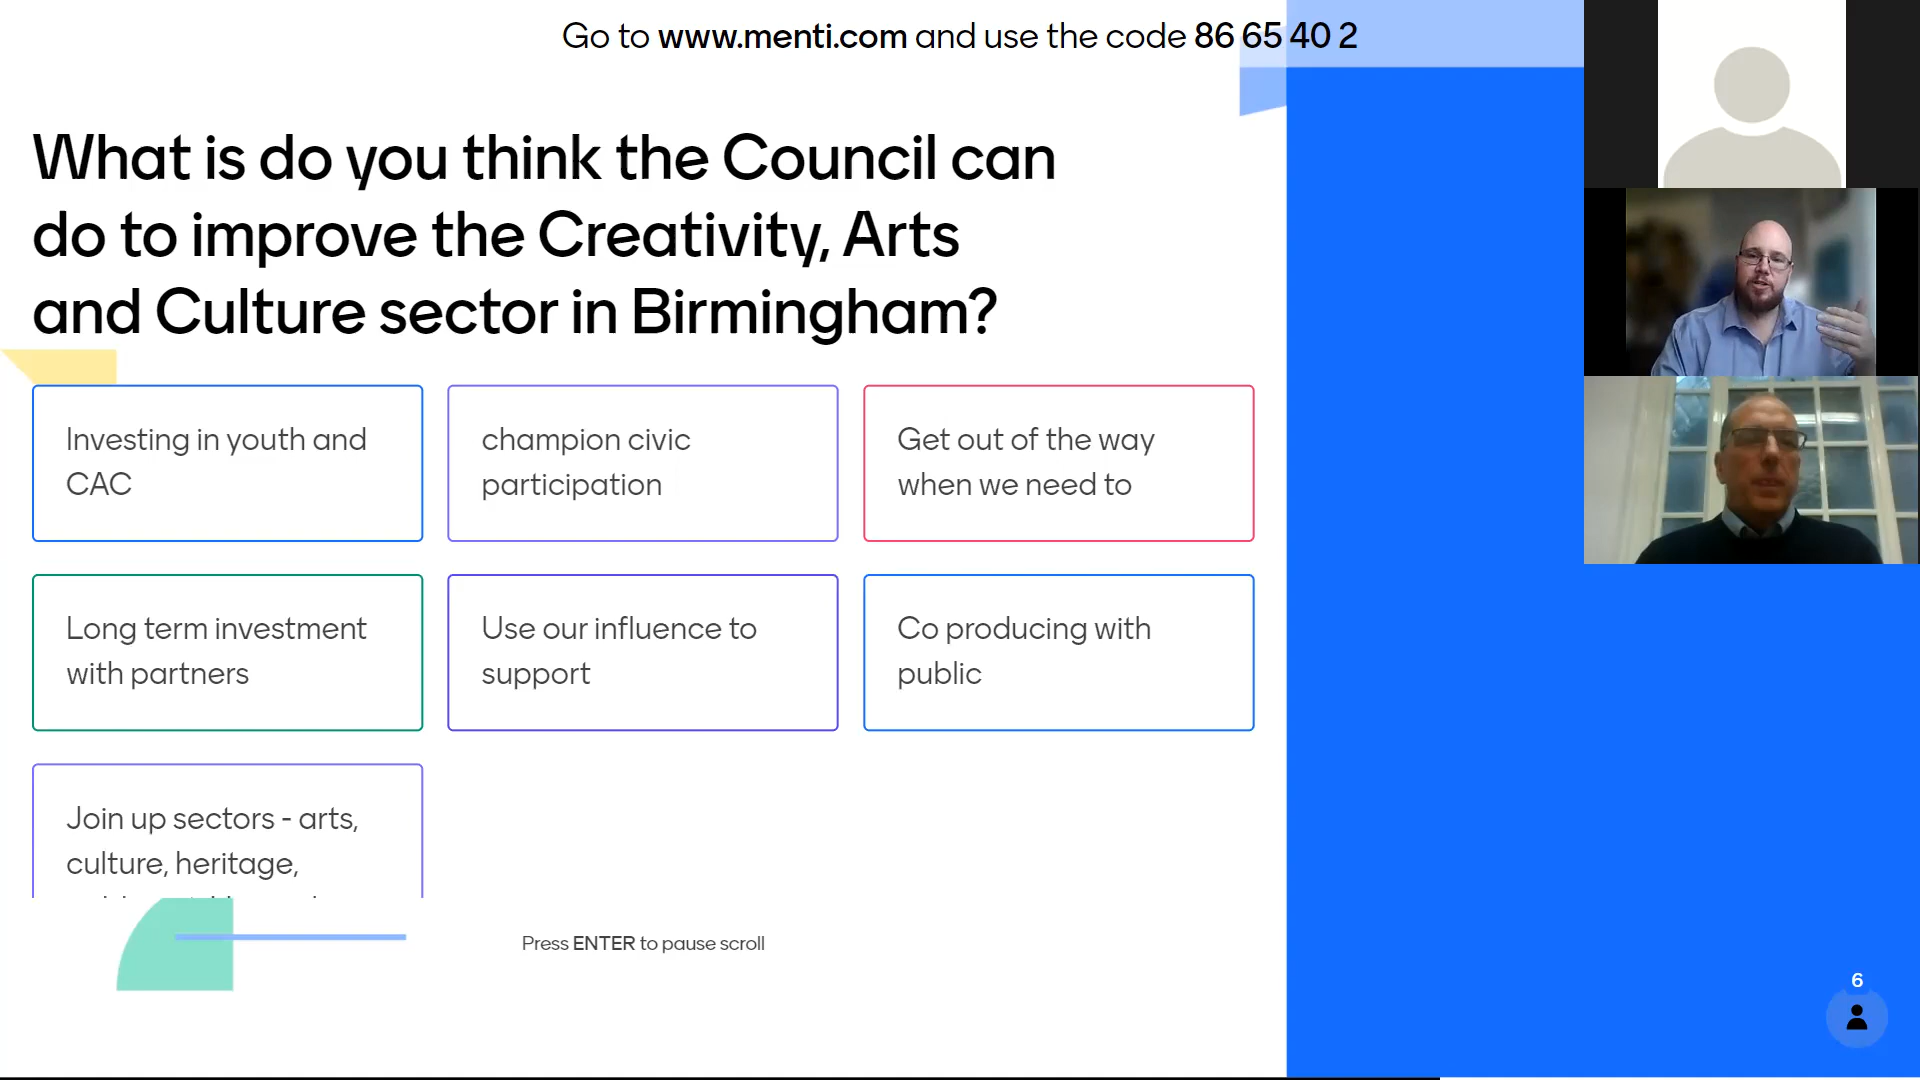 Go to www.menti.com and use the code 86 65 40 2
What is do you think the Council can
do to improve the Creativity, Arts
and Culture sector in Birmingham?
Investing in youth and
CAC
champion civic
participation
Get out of the way
when we need to
Long term investment
with partners
Use our influence to
support
Co producing with
public
Join up sectors - arts,
culture, heritage,
Press ENTER to pause scroll
6